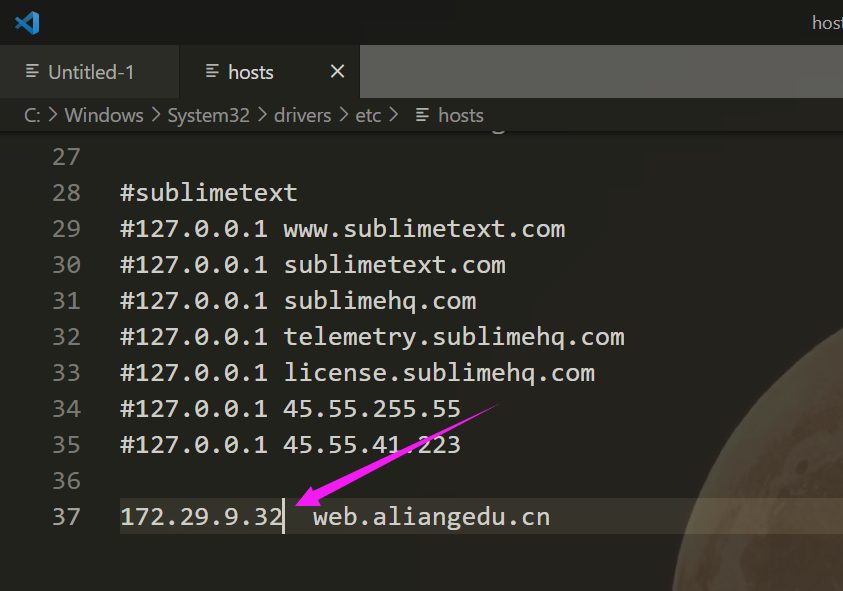 host
Untitled-1 hosts
C: > Windows > System32 > drivers > etc > hosts
27
28 #sublimetext
29 #127.0.0.1 www.sublimetext.com
30 #127.0.0.1 sublimetext.com
31 #127.0.0.1 sublimehq.com
32 #127.0.0.1 telemetry.sublimehq.com
33 #127.0.0.1 license.sublimehq.com
34 #127.0.0.1 45.55.255.55
35 #127.0.0.1 45.55.41.223
36
37 172.29.9.32 web.aliangedu.cn